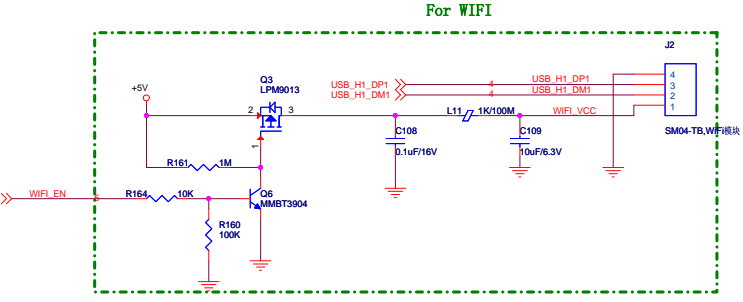 For WIFI
J2
+5V
Q3
LPM9013
USB_H1_DP1
USB_H1_DM1
4
4
USB_H1_DP1
USB_H1_DM1
4
3
2
1
2
3
1
L11
1K/100M
WIFI_VCC
SM04-TB,WiFi模块
C108
0.1uF/16V
C109
10uF/6.3V
R161
1M
WIFI_EN
R164
10K
Q6
MMBT3904
R160
100K